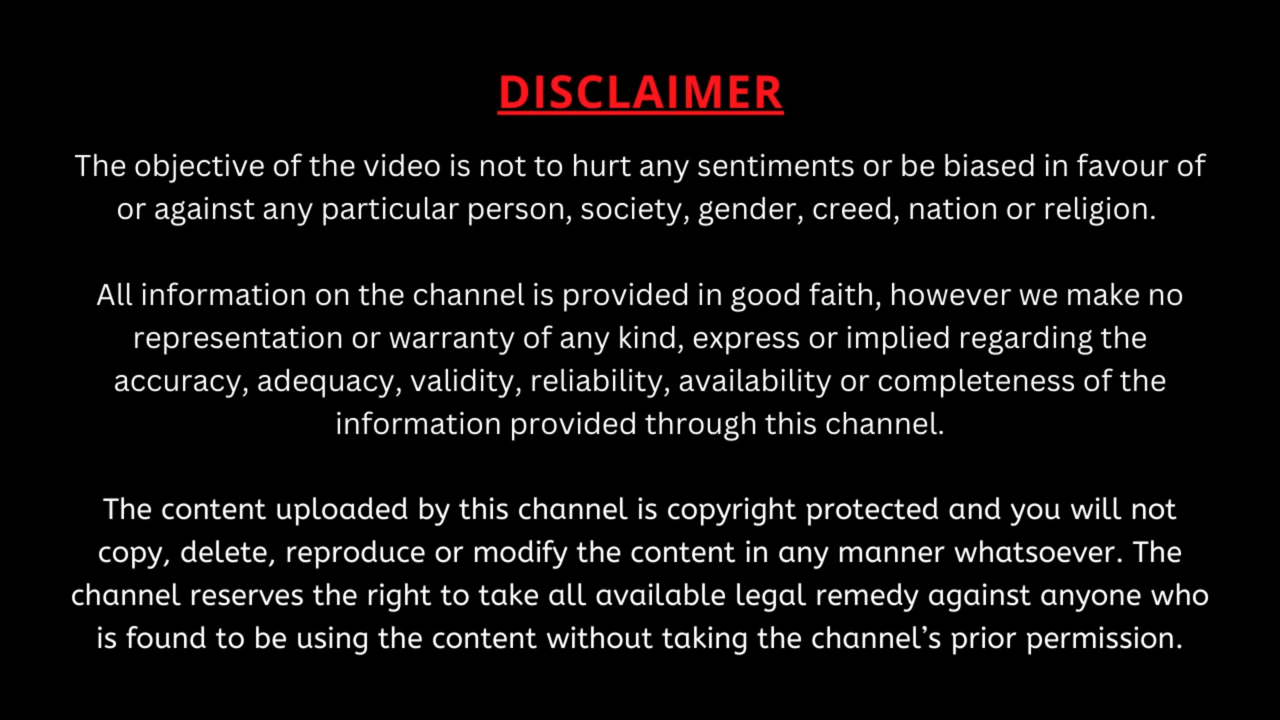 DISCLAIMER
The objective of the video is not to hurt any sentiments or be biased in favour of
or against any particular person, society, gender, creed, nation or religion.
All information on the channel is provided in good faith, however we make no
representation or warranty of any kind, express or implied regarding the
accuracy, adequacy, validity, reliability, availability or completeness of the
information provided through this channel.
The content uploaded by this channel is copyright protected and you will not
copy, delete, reproduce or modify the content in any manner whatsoever. The
channel reserves the right to take all available legal remedy against anyone who
is found to be using the content without taking the channel’s prior permission.